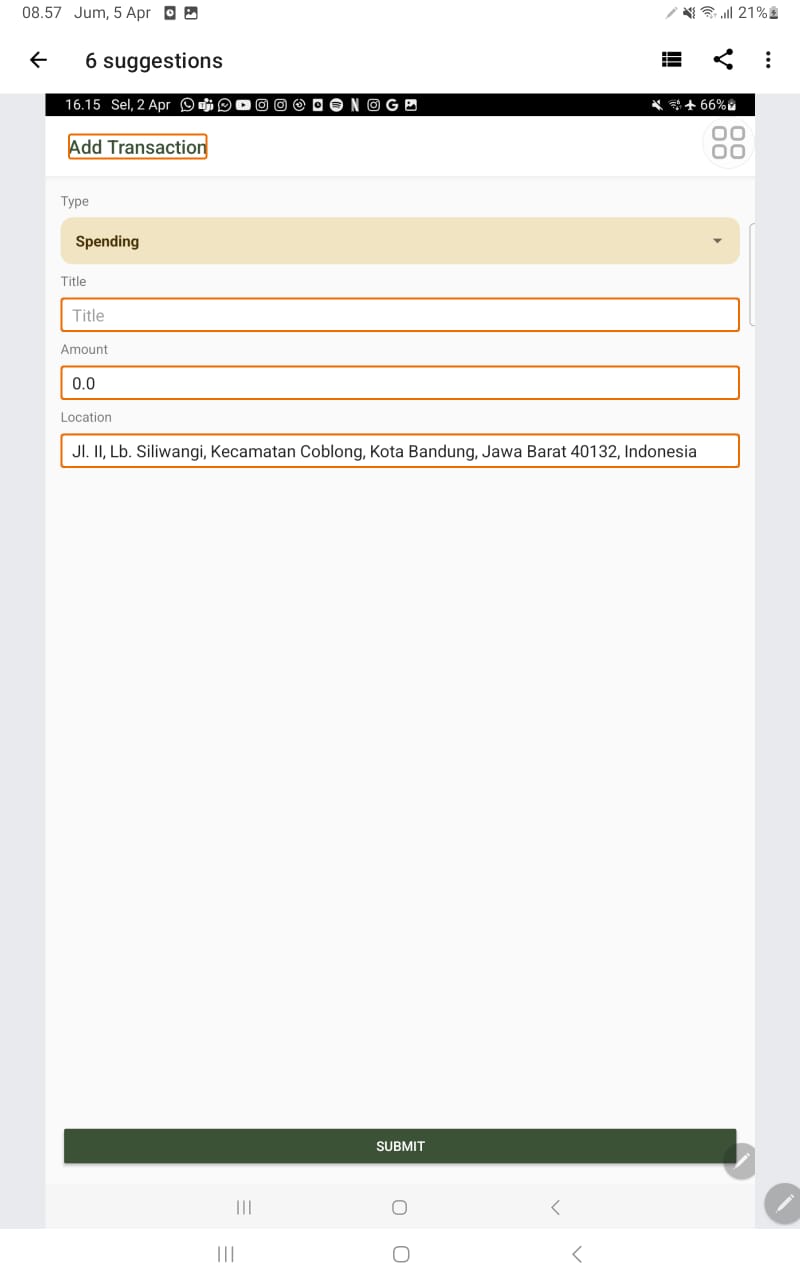 08.57 Jum, 5 Apr 21%
6 suggestions
16.15 Sel, 2 Apr N G 66%
Add Transaction
Type
Spending
Title
Title
Amount
0.0
Location
Jl. II, Lb. Siliwangi, Kecamatan Coblong, Kota Bandung, Jawa Barat 40132, Indonesia
SUBMIT